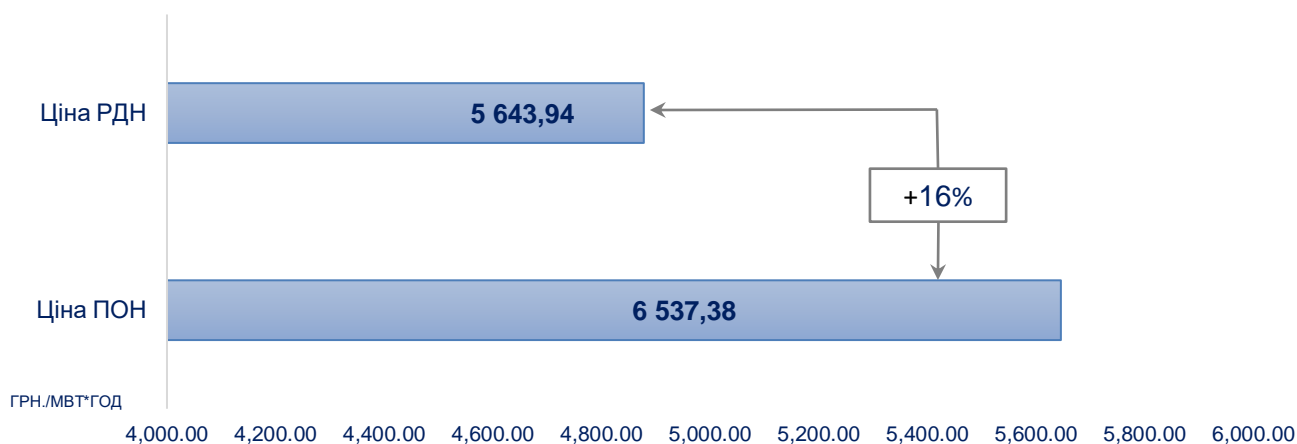 Ціна РДН
5 643,94
+16%
Ціна ПОН
6 537,38
ГРН./МВТ*ГОД
4,000.00 4,200.00 4,400.00 4,600.00 4,800.00 5,000.00 5,200.00 5,400.00 5,600.00 5,800.00 6,000.00